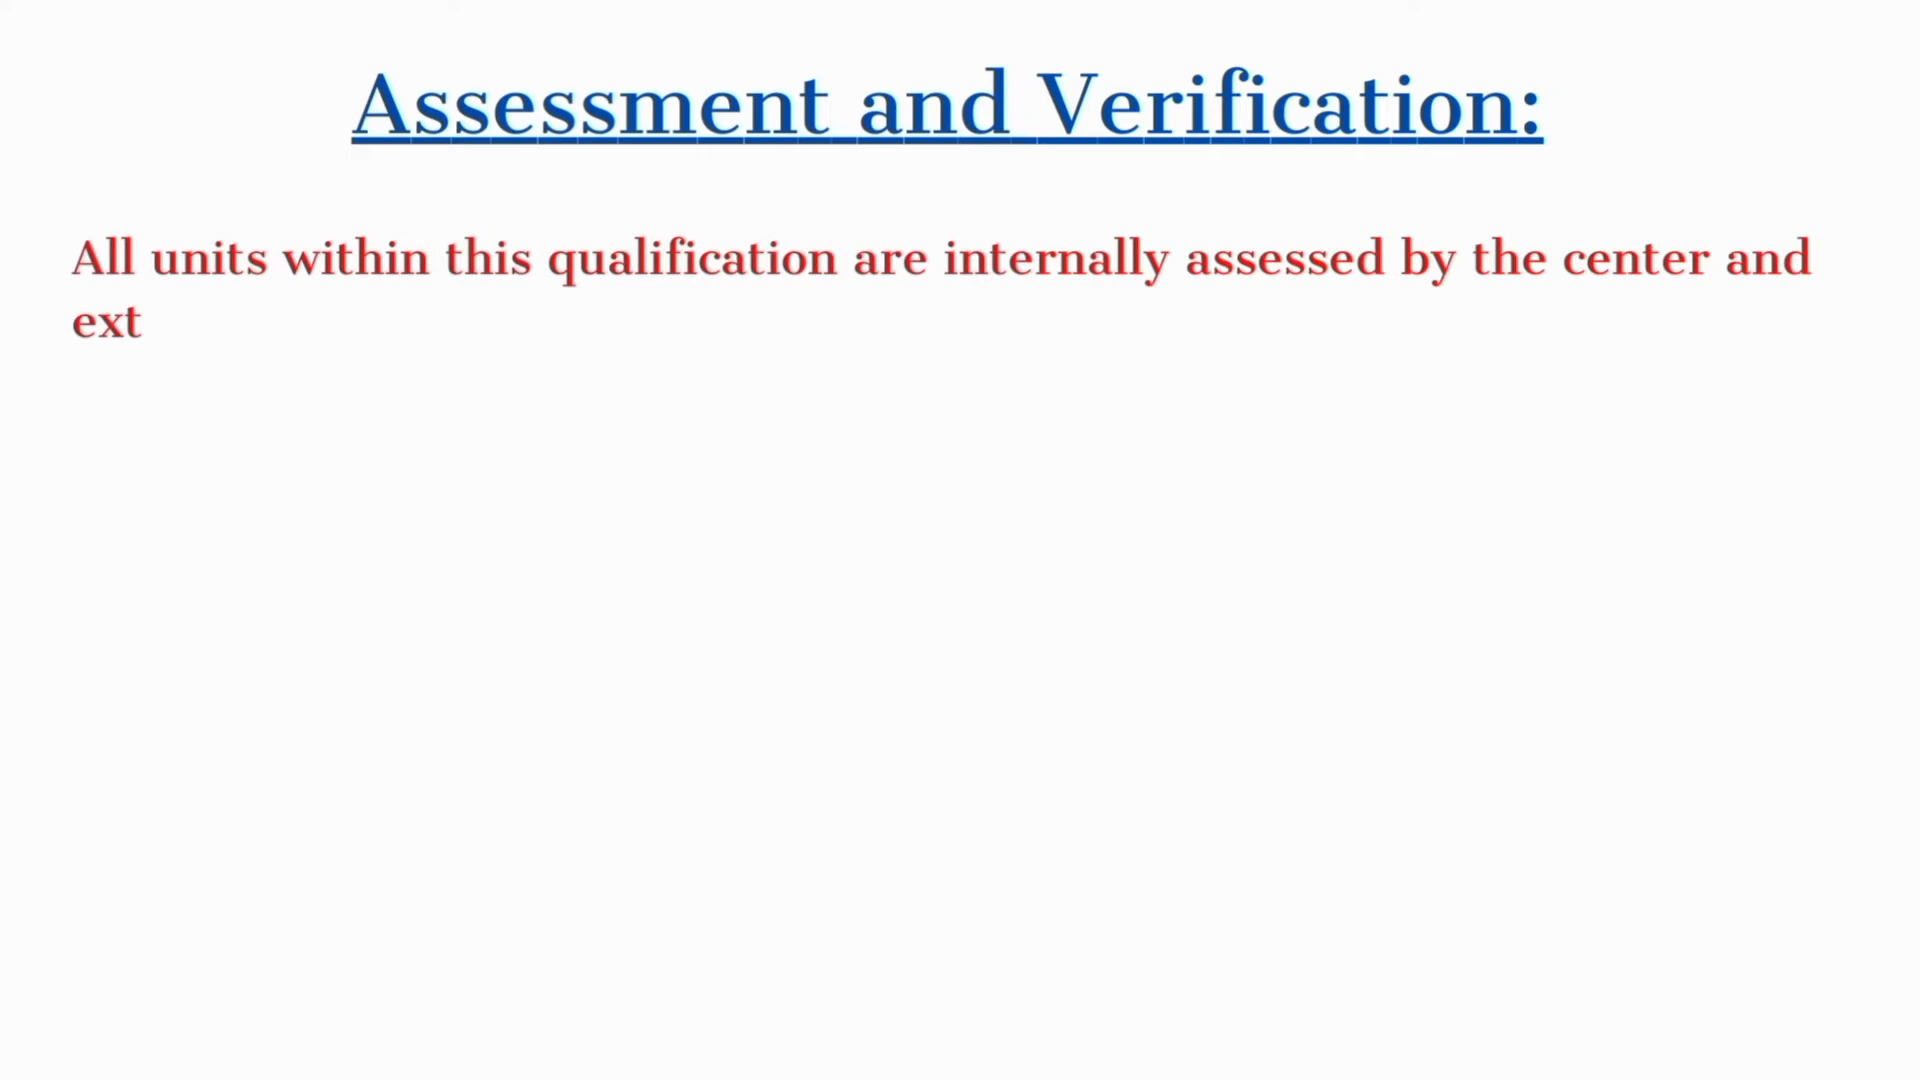 Assessment and Verification:
All units within this qualification are internally assessed by the center and
ext